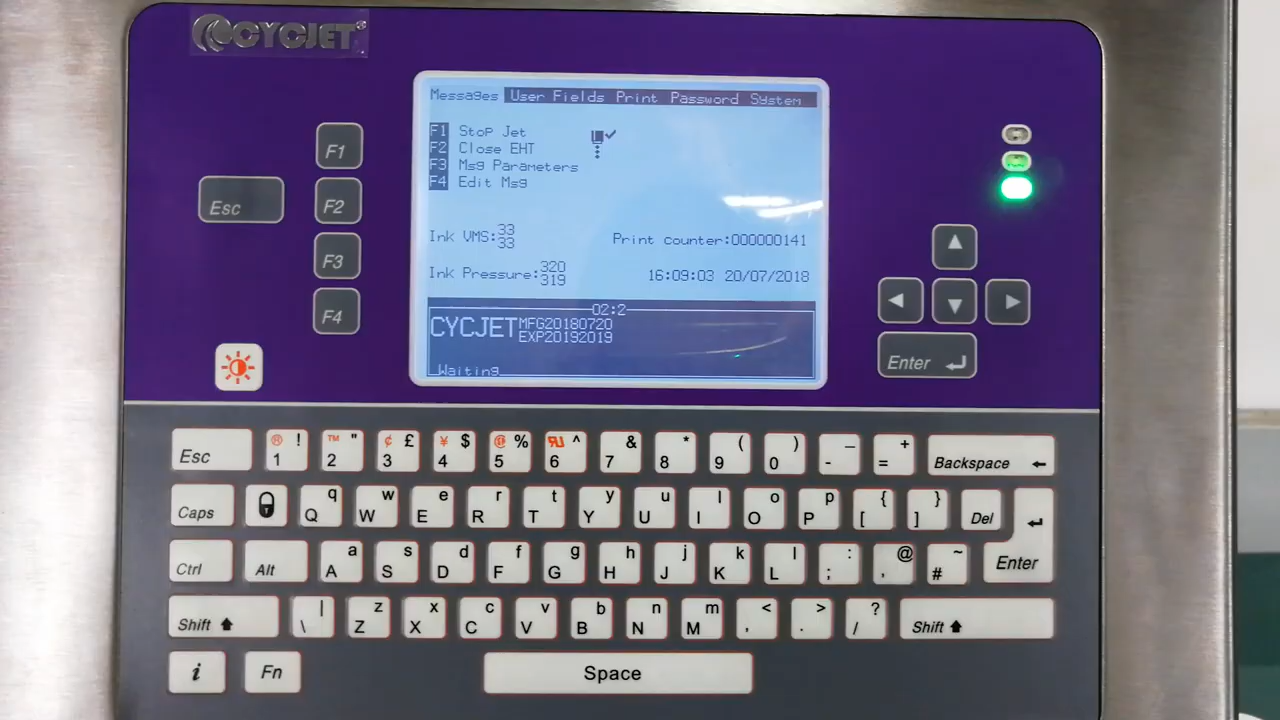 CYCJET®
Messages User Fields Print Password System
F1 Stop Jet
F2 Close EHT
F3 Msg Parameters
F4 Edit Msg
Ink VMS:33
33
Print counter:000000141
Ink Pressure:320
319
16:09:03 20/07/2018
02:2
CYCJET MFG20180720
EXP20192019
Waiting
F1
Esc F2
F3
F4
Enter
Esc ® ! 1 ™ " 2 ¢ £ 3 ¥ $ 4 @ % 5 ^ 6 & 7 * 8 ( 9 ) 0 _ - + = Backspace
Caps Q q W w E e R r T t Y y U u I l O o P p [ { ] } Del
Ctrl Alt A a S s D d F f G g H h J j K k L l ; : , @ # ~ Enter
Shift \ | Z z X x C c V v B b N n M m , < . > / ? Shift
i Fn Space